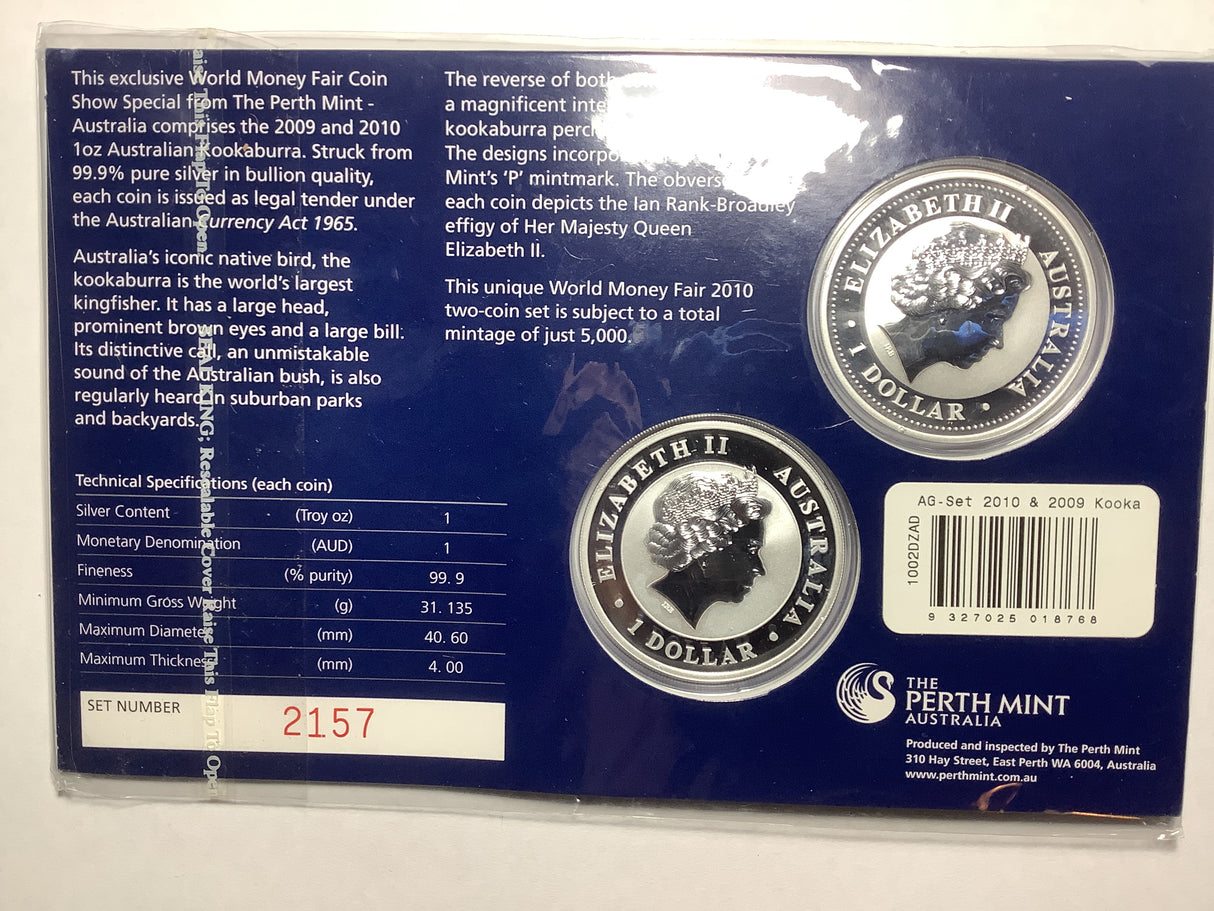 This exclusive World Money Fair Coin
Show Special from The Perth Mint -
Australia comprises the 2009 and 2010
1oz Australian Kookaburra. Struck from
99.9% pure silver in bullion quality,
each coin is issued as legal tender under
the Australian Currency Act 1965.
Australia's iconic native bird, the
kookaburra is the world's largest
kingfisher. It has a large head,
prominent brown eyes and a large bill.
Its distinctive call, an unmistakable
sound of the Australian bush, is also
regularly heard in suburban parks
and backyards.
Technical Specifications (each coin)
Silver Content (Troy oz) 1
Monetary Denomination (AUD) 1
Fineness (% purity) 99.9
Minimum Gross Weight (g) 31.135
Maximum Diameter (mm) 40.60
Maximum Thickness (mm) 4.00
SET NUMBER 2157
Raise This Flap To Open
SEAL KING; Resealable Cover Raise This Flap To Open
The reverse of both
a magnificent
kookaburra
The designs
Mint's 'P' mintmark. The obverse
each coin depicts the Ian Rank-Broadley
effigy of Her Majesty Queen
Elizabeth II.
This unique World Money Fair 2010
two-coin set is subject to a total
mintage of just 5,000.
ELIZABETH II AUSTRALIA
1 DOLLAR
IRB
ELIZABETH II AUSTRALIA
1 DOLLAR
IRB
AG-Set 2010 & 2009 Kooka
1002DZAD
9 327025 018768
THE
PERTH MINT
AUSTRALIA
Produced and inspected by The Perth Mint
310 Hay Street, East Perth WA 6004, Australia
www.perthmint.com.au